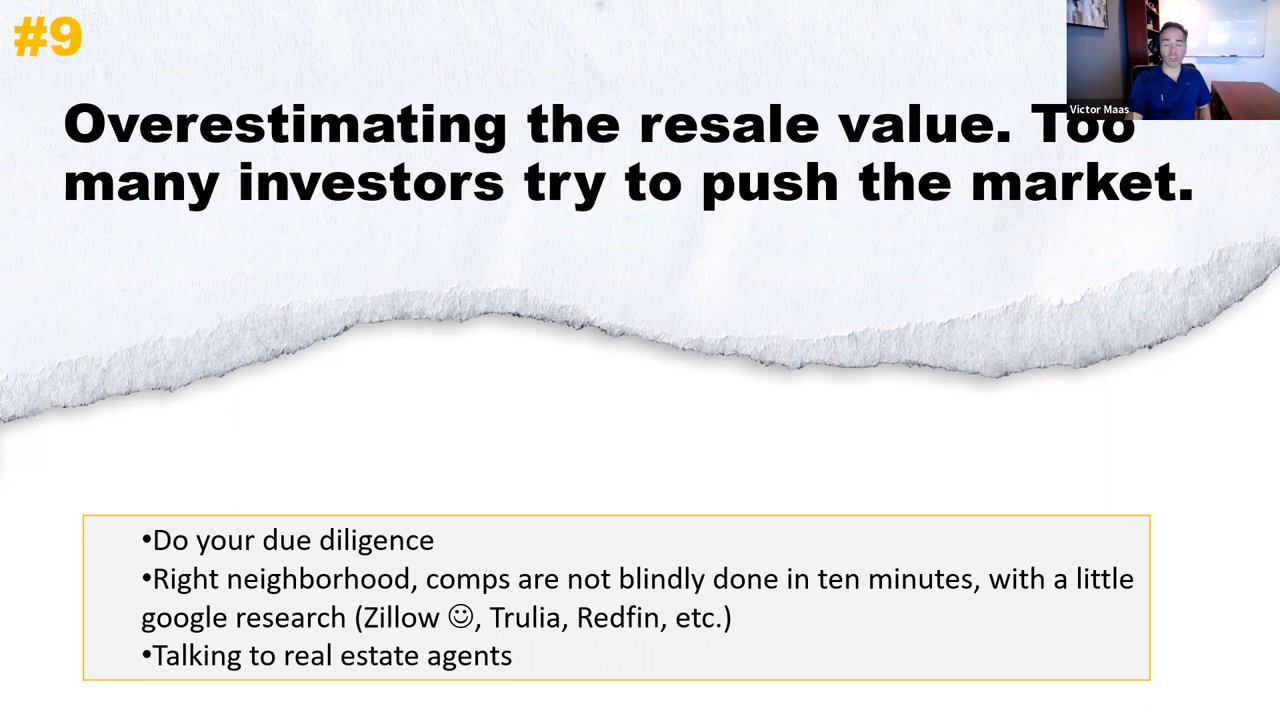 #9
Victor Maas
Overestimating the resale value. Too
many investors try to push the market.
•Do your due diligence
•Right neighborhood, comps are not blindly done in ten minutes, with a little
google research (Zillow ☺, Trulia, Redfin, etc.)
•Talking to real estate agents